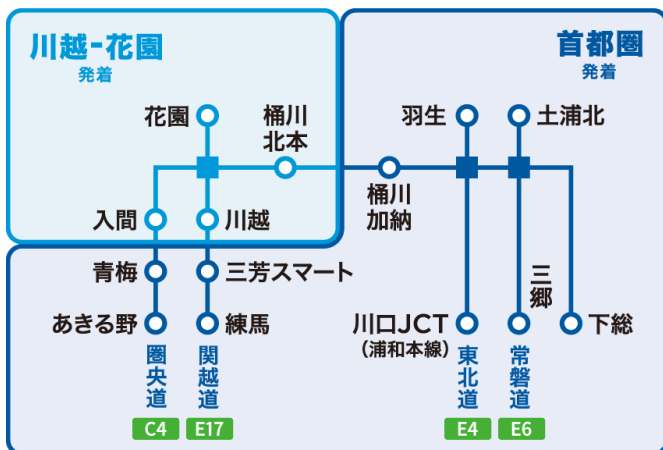 川越-花園
発着
首都圏
発着
花園
桶川
北本
羽生
土浦北
桶川
加納
入間
川越
青梅
三芳スマート
三郷
あきる野
練馬
川口JCT
(浦和本線)
下総
圏央道
関越道
東北道
常磐道
C4
E17
E4
E6